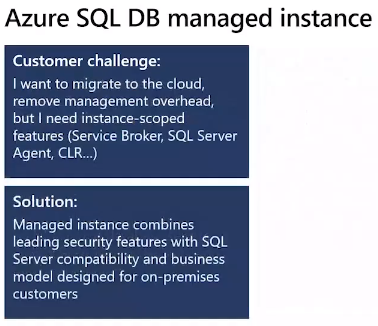 Azure SQL DB managed instance
Customer challenge:
I want to migrate to the cloud,
remove management overhead,
but I need instance-scoped
features (Service Broker, SQL Server
Agent, CLR...)
Solution:
Managed instance combines
leading security features with SQL
Server compatibility and business
model designed for on-premises
customers